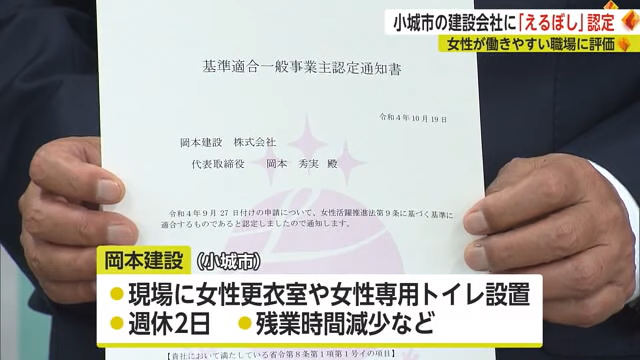 小城市の建設会社に「えるぼし」認定
女性が働きやすい職場に評価
基準適合一般事業主認定通知書
令和4年10月19日
岡本建設 株式会社
代表取締役 岡本 秀実 殿
令和4年9月27日付けの申請について、女性活躍推進法第9条に基づく基準に
適合するものであると認定しましたので通知します。
岡本建設 (小城市)
●現場に女性更衣室や女性専用トイレ設置
●週休2日 ●残業時間減少など
【貴社において満たしている省令第8条第1項第1号イの項目】